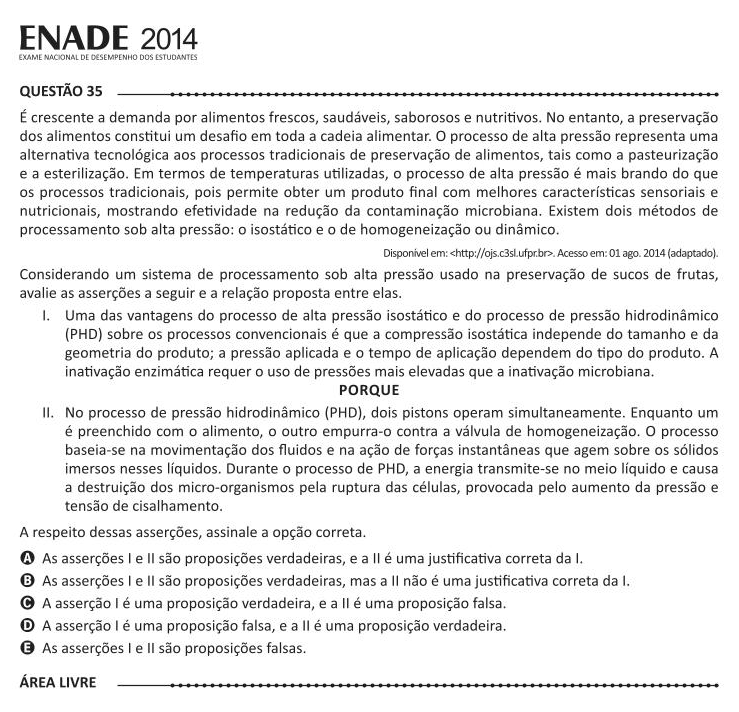 ENADE 2014
EXAME NACIONAL DE DESEMPENHO DOS ESTUDANTES
QUESTÃO 35
É crescente a demanda por alimentos frescos, saudáveis, saborosos e nutritivos. No entanto, a preservação
dos alimentos constitui um desafio em toda a cadeia alimentar. O processo de alta pressão representa uma
alternativa tecnológica aos processos tradicionais de preservação de alimentos, tais como a pasteurização
e a esterilização. Em termos de temperaturas utilizadas, o processo de alta pressão é mais brando do que
os processos tradicionais, pois permite obter um produto final com melhores características sensoriais e
nutricionais, mostrando efetividade na redução da contaminação microbiana. Existem dois métodos de
processamento sob alta pressão: o isostático e o de homogeneização ou dinâmico.
Disponível em: <http://ojs.c3sl.ufpr.br>. Acesso em: 01 ago. 2014 (adaptado).
Considerando um sistema de processamento sob alta pressão usado na preservação de sucos de frutas,
avalie as asserções a seguir e a relação proposta entre elas.
I. Uma das vantagens do processo de alta pressão isostático e do processo de pressão hidrodinâmico
(PHD) sobre os processos convencionais é que a compressão isostática independe do tamanho e da
geometria do produto; a pressão aplicada e o tempo de aplicação dependem do tipo do produto. A
inativação enzimática requer o uso de pressões mais elevadas que a inativação microbiana.
PORQUE
II. No processo de pressão hidrodinâmico (PHD), dois pistons operam simultaneamente. Enquanto um
é preenchido com o alimento, o outro empurra-o contra a válvula de homogeneização. O processo
baseia-se na movimentação dos fluidos e na ação de forças instantâneas que agem sobre os sólidos
imersos nesses líquidos. Durante o processo de PHD, a energia transmite-se no meio líquido e causa
a destruição dos micro-organismos pela ruptura das células, provocada pelo aumento da pressão e
tensão de cisalhamento.
A respeito dessas asserções, assinale a opção correta.
A As asserções I e II são proposições verdadeiras, e a II é uma justificativa correta da I.
B As asserções I e II são proposições verdadeiras, mas a II não é uma justificativa correta da I.
C A asserção I é uma proposição verdadeira, e a II é uma proposição falsa.
D A asserção I é uma proposição falsa, e a II é uma proposição verdadeira.
E As asserções I e II são proposições falsas.
ÁREA LIVRE